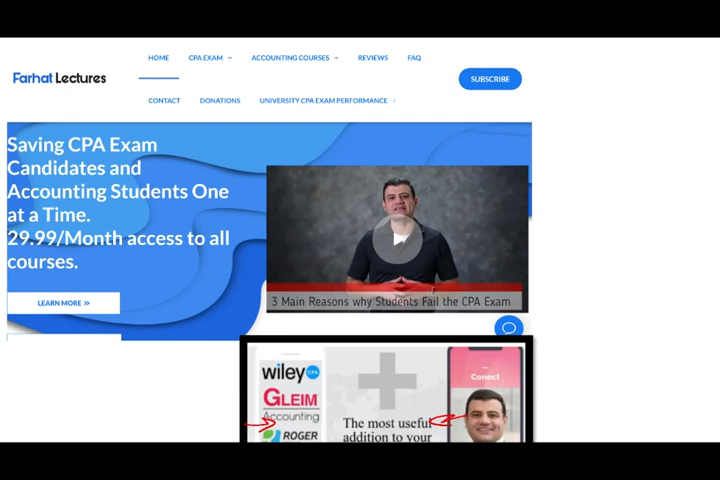 HOME
CPA EXAM
ACCOUNTING COURSES
REVIEWS
FAQ
Farhat Lectures
SUBSCRIBE
CONTACT
DONATIONS
UNIVERSITY CPA EXAM PERFORMANCE
Saving CPA Exam
Candidates and
Accounting Students One
at a Time.
29.99/Month access to all
courses.
LEARN MORE »
3 Main Reasons why Students Fail the CPA Exam
wiley CPA
GLEIM
Accounting
ROGER
Conect
The most useful
addition to your